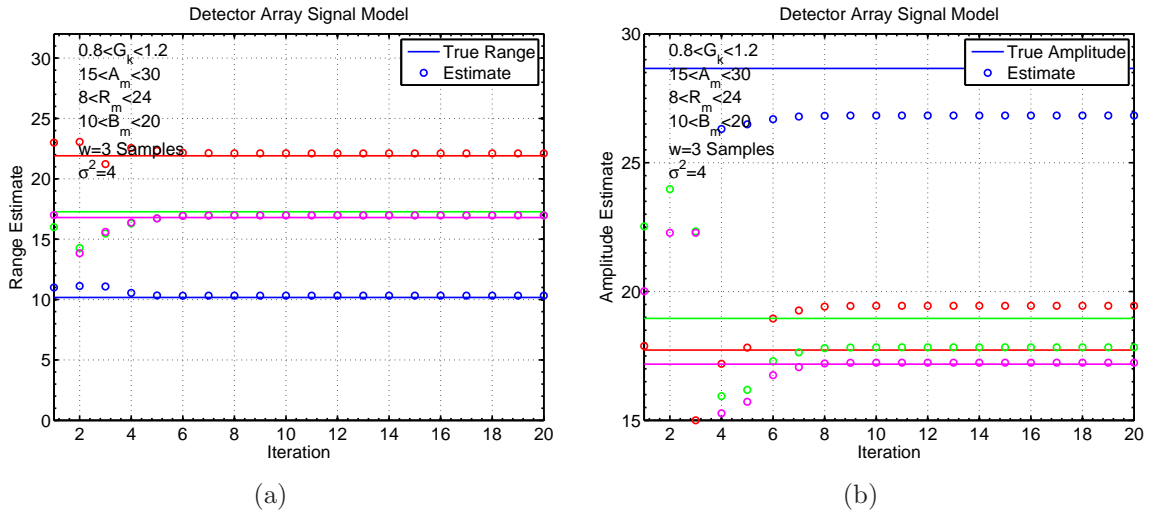 Detector Array Signal Model
0.8<G_k<1.2
15<A_m<30
8<R_m<24
10<B_m<20
w=3 Samples
σ^2=4
True Range
Estimate
30
25
20
15
10
5
0
2 4 6 8 10 12 14 16 18 20
Range Estimate
Iteration
(a)
Detector Array Signal Model
0.8<G_k<1.2
15<A_m<30
8<R_m<24
10<B_m<20
w=3 Samples
σ^2=4
True Amplitude
Estimate
30
25
20
15
2 4 6 8 10 12 14 16 18 20
Amplitude Estimate
Iteration
(b)